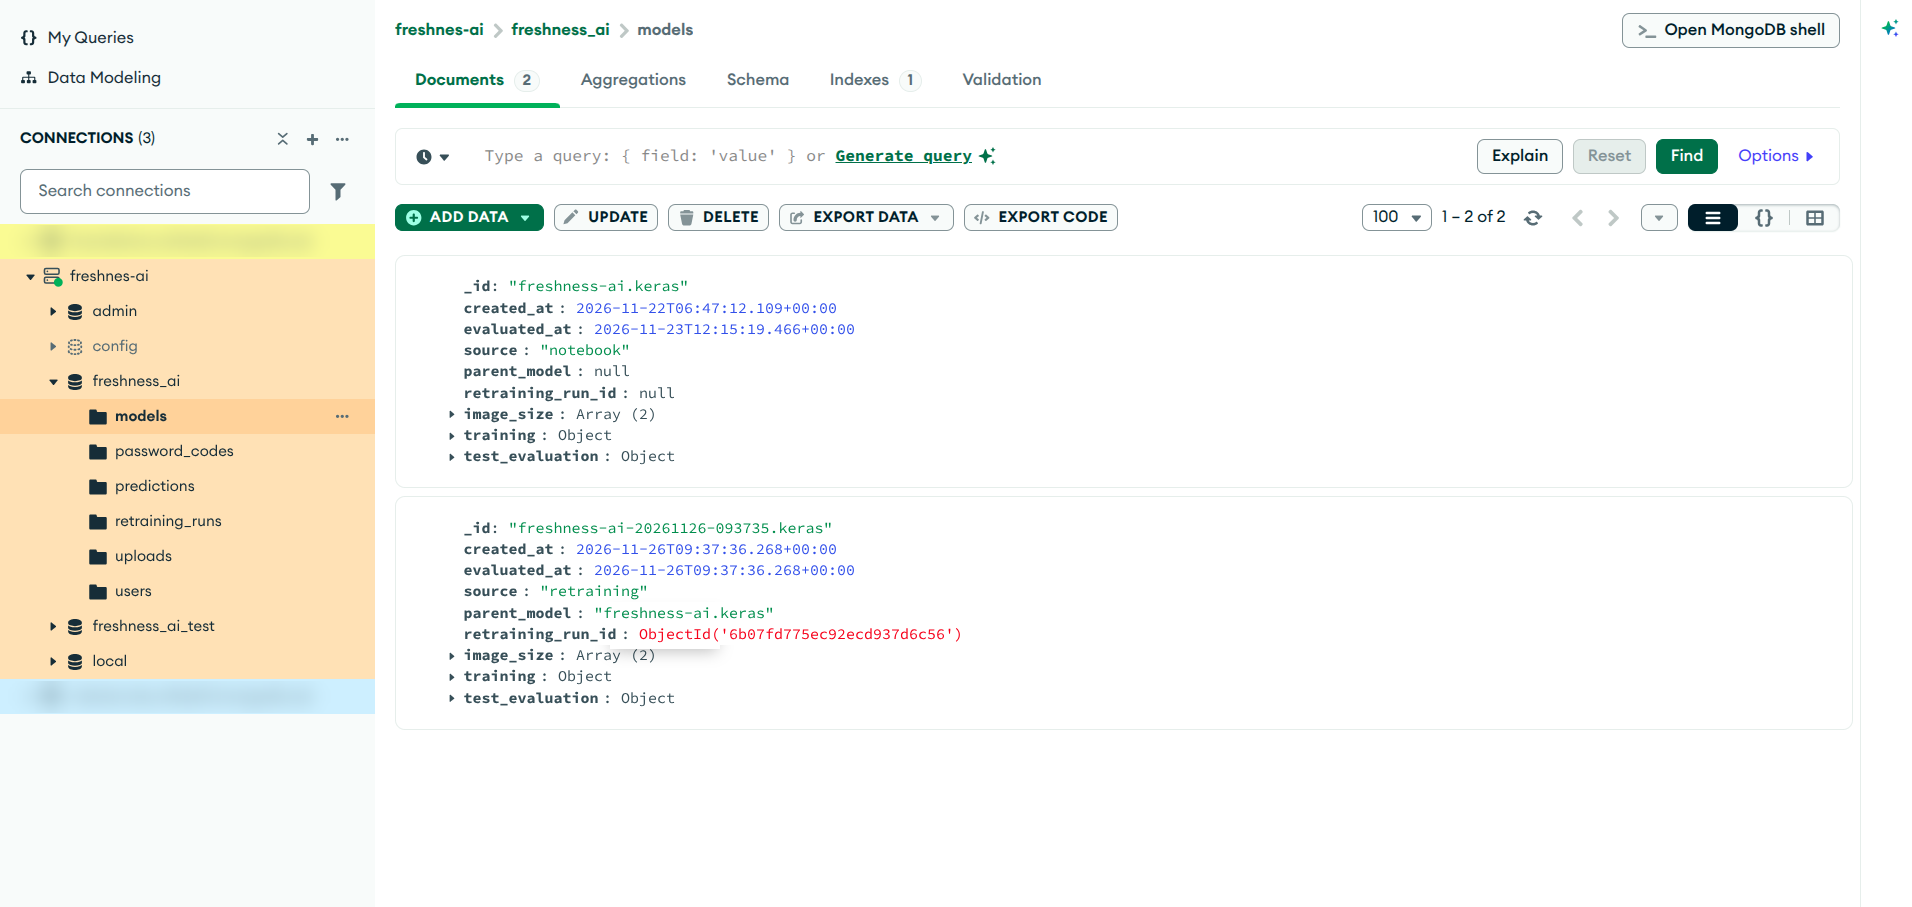 My Queries
Data Modeling
CONNECTIONS (3)
Search connections
freshnes-ai
admin
config
freshness_ai
models
password_codes
predictions
retraining_runs
uploads
users
freshness_ai_test
local
freshnes-ai > freshness_ai > models
>_ Open MongoDB shell
Documents 2 Aggregations Schema Indexes 1 Validation
Type a query: { field: 'value' } or Generate query
Explain Reset Find Options
ADD DATA UPDATE DELETE EXPORT DATA EXPORT CODE
100 1 – 2 of 2
_id: "freshness-ai.keras"
created_at : 2026-11-22T06:47:12.109+00:00
evaluated_at : 2026-11-23T12:15:19.466+00:00
source : "notebook"
parent_model : null
retraining_run_id : null
image_size : Array (2)
training : Object
test_evaluation : Object
_id: "freshness-ai-20261126-093735.keras"
created_at : 2026-11-26T09:37:36.268+00:00
evaluated_at : 2026-11-26T09:37:36.268+00:00
source : "retraining"
parent_model : "freshness-ai.keras"
retraining_run_id : ObjectId('6b07fd775ec92ecd937d6c56')
image_size : Array (2)
training : Object
test_evaluation : Object